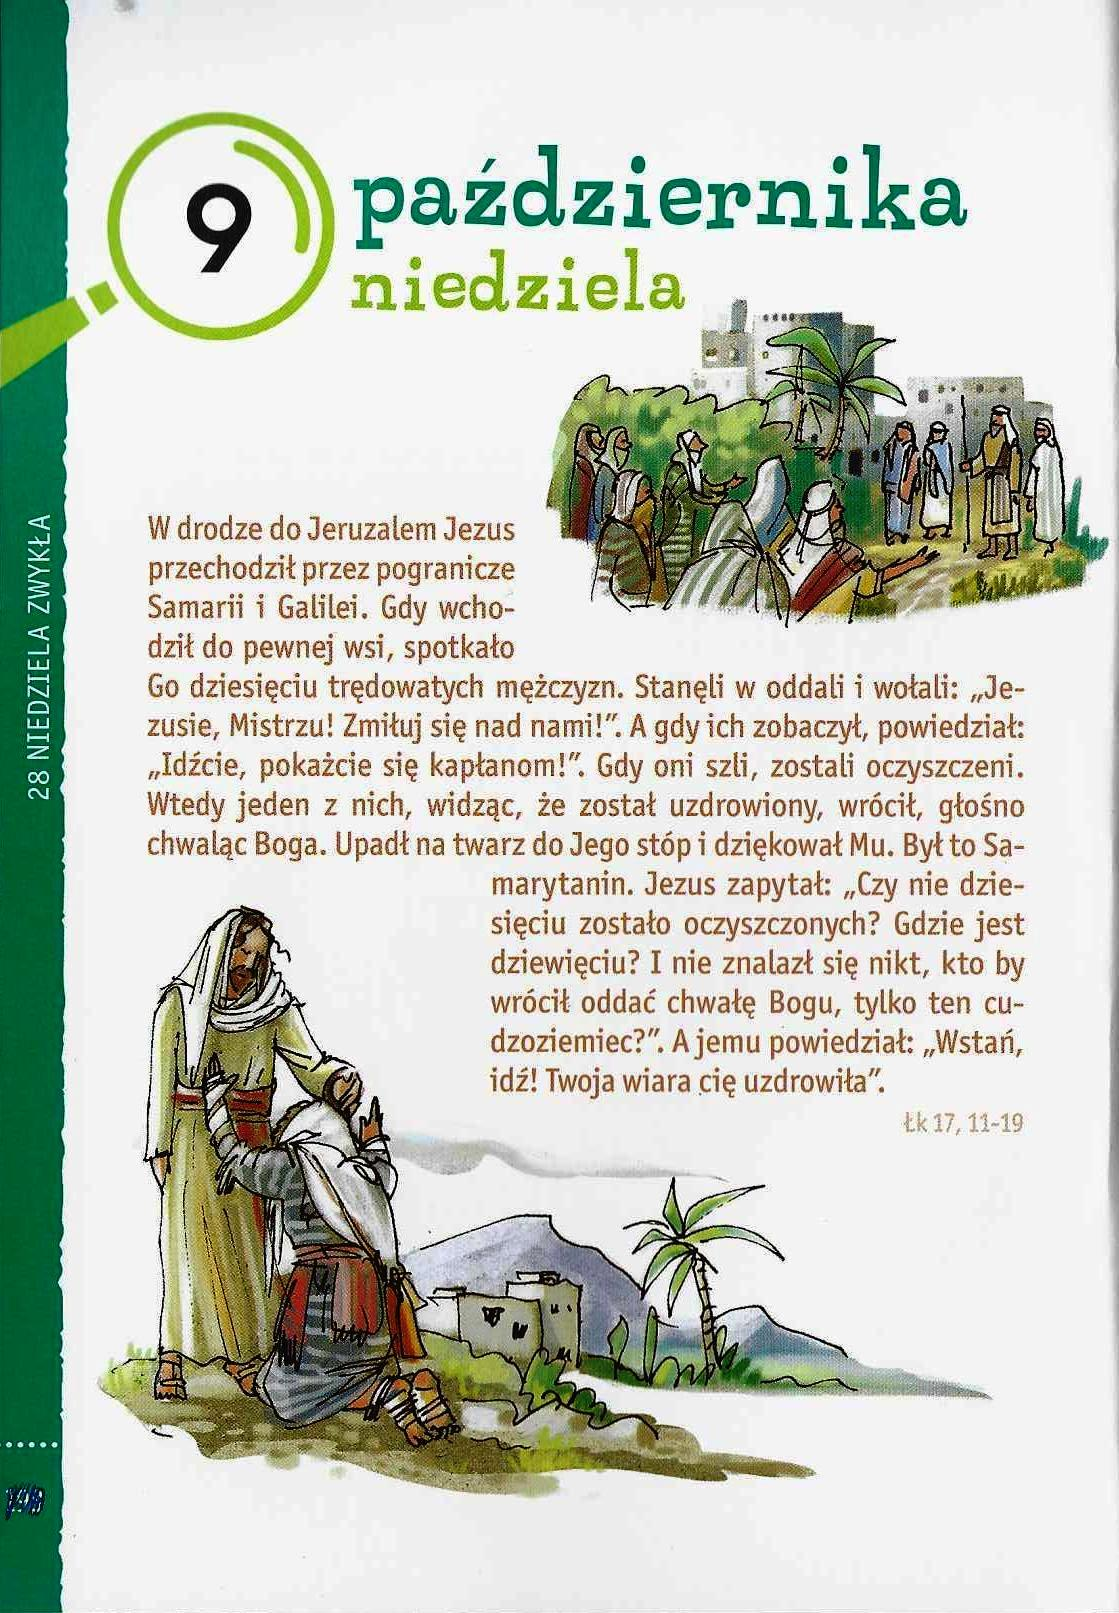 9
października
niedziela
W drodze do Jeruzalem Jezus
przechodził przez pogranicze
Samarii i Galilei. Gdy wcho-
dził do pewnej wsi, spotkało
Go dziesięciu trędowatych mężczyzn. Stanęli w oddali i wołali: „Je-
zusie, Mistrzu! Zmiłuj się nad nami!”. A gdy ich zobaczył, powiedział:
„Idźcie, pokażcie się kapłanom!”. Gdy oni szli, zostali oczyszczeni.
Wtedy jeden z nich, widząc, że został uzdrowiony, wrócił, głośno
chwaląc Boga. Upadł na twarz do Jego stóp i dziękował Mu. Był to Sa-
marytanin. Jezus zapytał: „Czy nie dzie-
sięciu zostało oczyszczonych? Gdzie jest
dziewięciu? I nie znalazł się nikt, kto by
wrócił oddać chwałę Bogu, tylko ten cu-
dzoziemiec?”. A jemu powiedział: „Wstań,
idź! Twoja wiara cię uzdrowiła”.
Łk 17, 11-19
28 NIEDZIELA ZWYKŁA